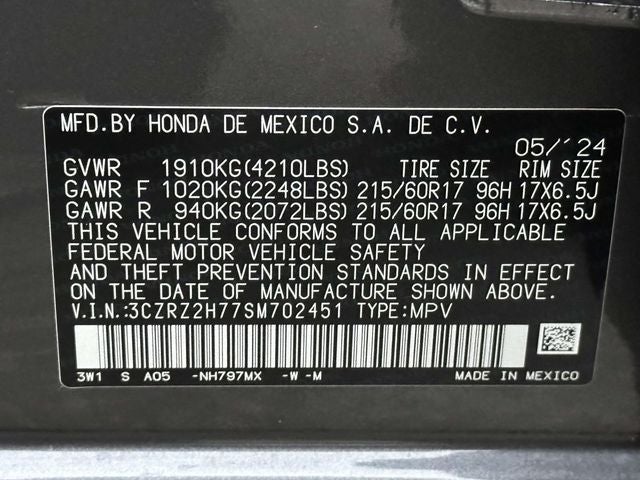 MFD.BY HONDA DE MEXICO S.A. DE C.V.
05/'24
GVWR 1910KG(4210LBS) TIRE SIZE RIM SIZE
GAWR F 1020KG(2248LBS) 215/60R17 96H 17X6.5J
GAWR R 940KG(2072LBS) 215/60R17 96H 17X6.5J
THIS VEHICLE CONFORMS TO ALL APPLICABLE
FEDERAL MOTOR VEHICLE SAFETY
AND THEFT PREVENTION STANDARDS IN EFFECT
ON THE DATE OF MANUFACTURE SHOWN ABOVE.
V.I.N.:3CZRZ2H77SM702451 TYPE:MPV
3W1 S A05 -NH797MX -W -M MADE IN MEXICO